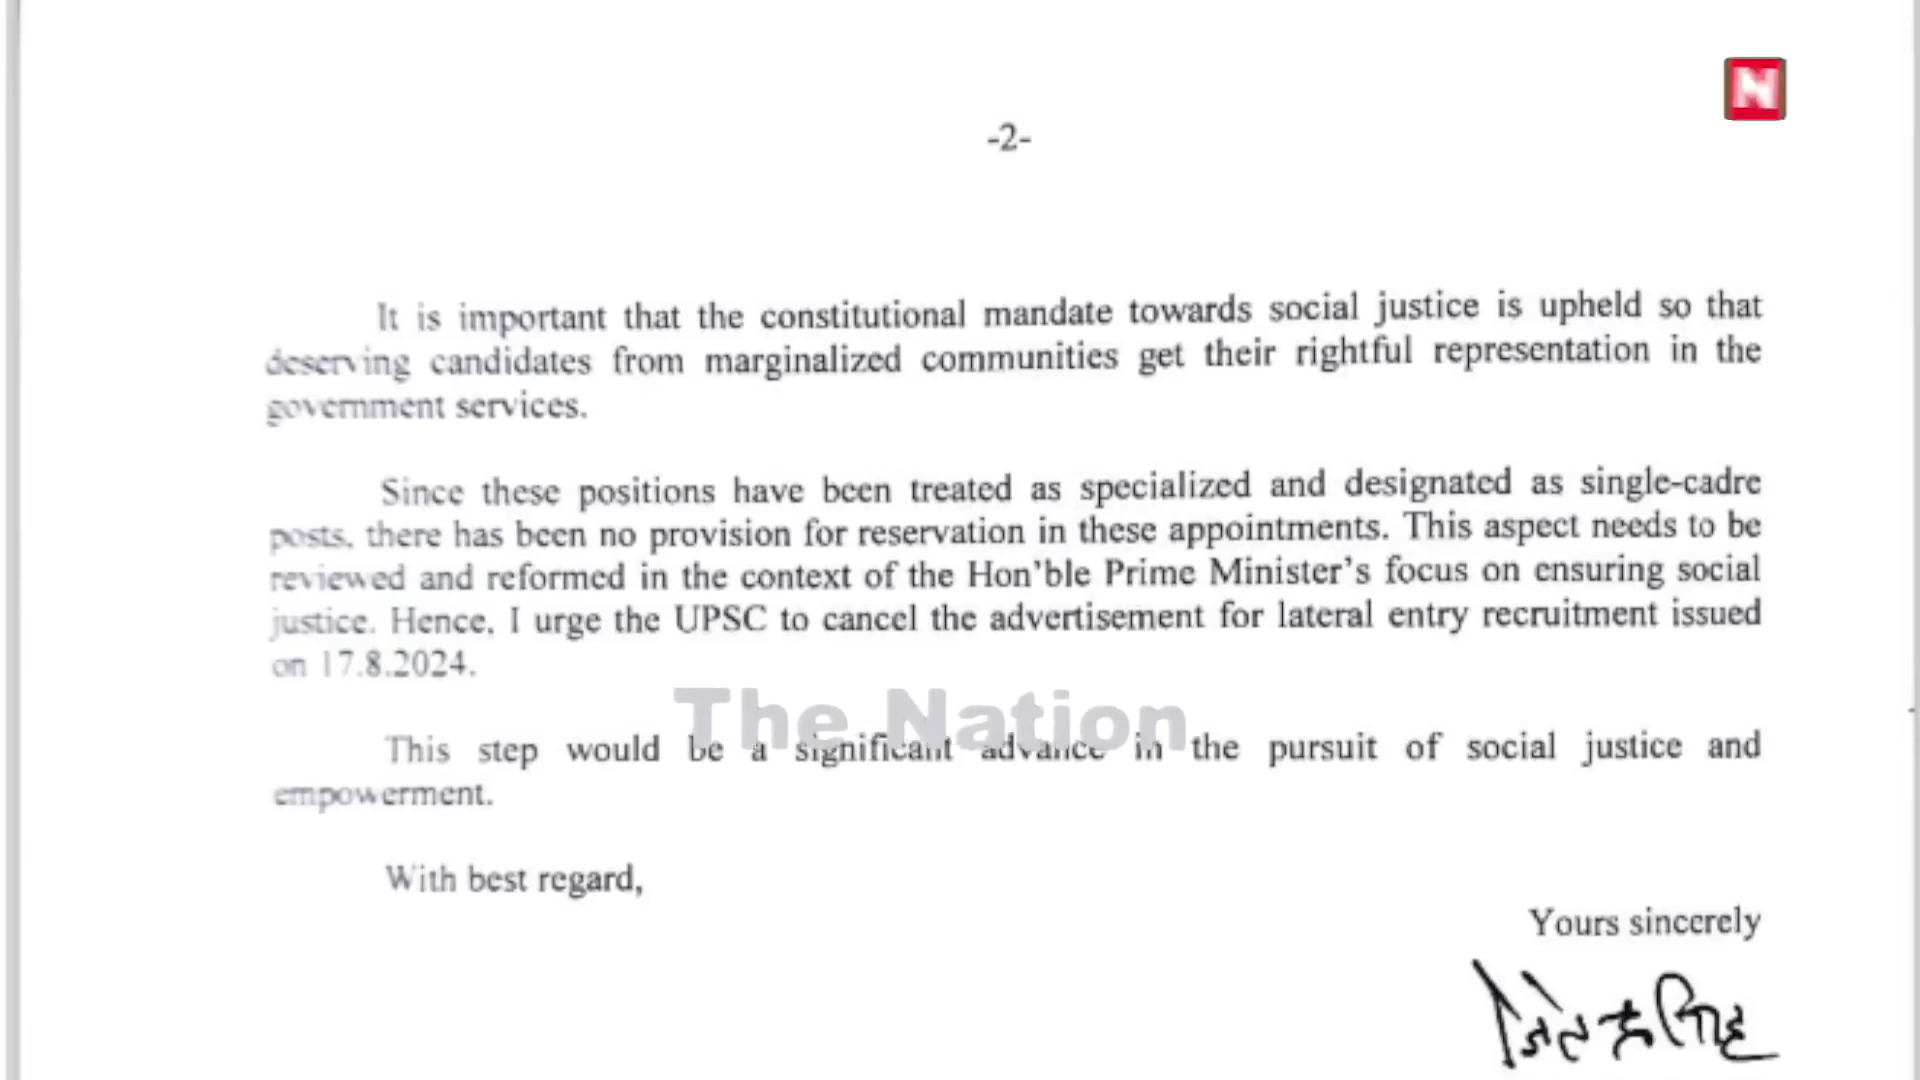 N
-2-
It is important that the constitutional mandate towards social justice is upheld so that
deserving candidates from marginalized communities get their rightful representation in the
government services.
Since these positions have been treated as specialized and designated as single-cadre
posts, there has been no provision for reservation in these appointments. This aspect needs to be
reviewed and reformed in the context of the Hon'ble Prime Minister's focus on ensuring social
justice. Hence, I urge the UPSC to cancel the advertisement for lateral entry recruitment issued
on 17.8.2024.
The Nation
This step would be a significant advance in the pursuit of social justice and
empowerment.
With best regard,
Yours sincerely
जितेन्द्र सिंह